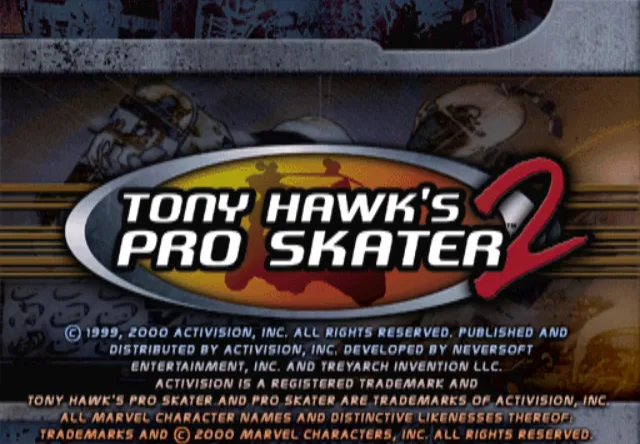 TONY HAWK'S
PRO SKATER 2™
© 1999, 2000 ACTIVISION, INC. ALL RIGHTS RESERVED. PUBLISHED AND
DISTRIBUTED BY ACTIVISION, INC. DEVELOPED BY NEVERSOFT
ENTERTAINMENT, INC. AND TREYARCH INVENTION LLC.
ACTIVISION IS A REGISTERED TRADEMARK AND
TONY HAWK'S PRO SKATER AND PRO SKATER ARE TRADEMARKS OF ACTIVISION, INC.
ALL MARVEL CHARACTER NAMES AND DISTINCTIVE LIKENESSES THEREOF:
TRADEMARKS AND © 2000 MARVEL CHARACTERS, INC. ALL RIGHTS RESERVED.